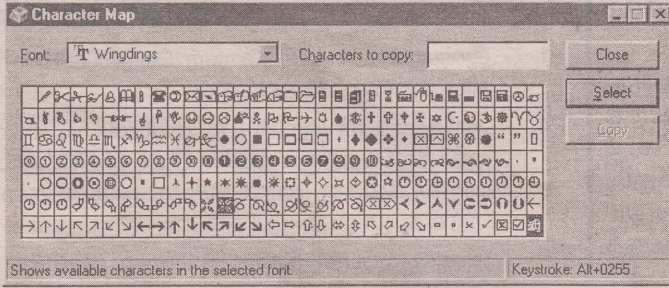 Character Map
Font: Wingdings Characters to copy: Close
Select
Copy
Shows available characters in the selected font. Keystroke: Alt+0255